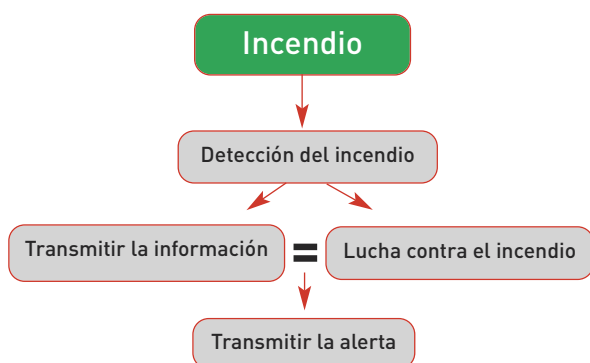 Incendio
Detección del incendio
Transmitir la información = Lucha contra el incendio
Transmitir la alerta